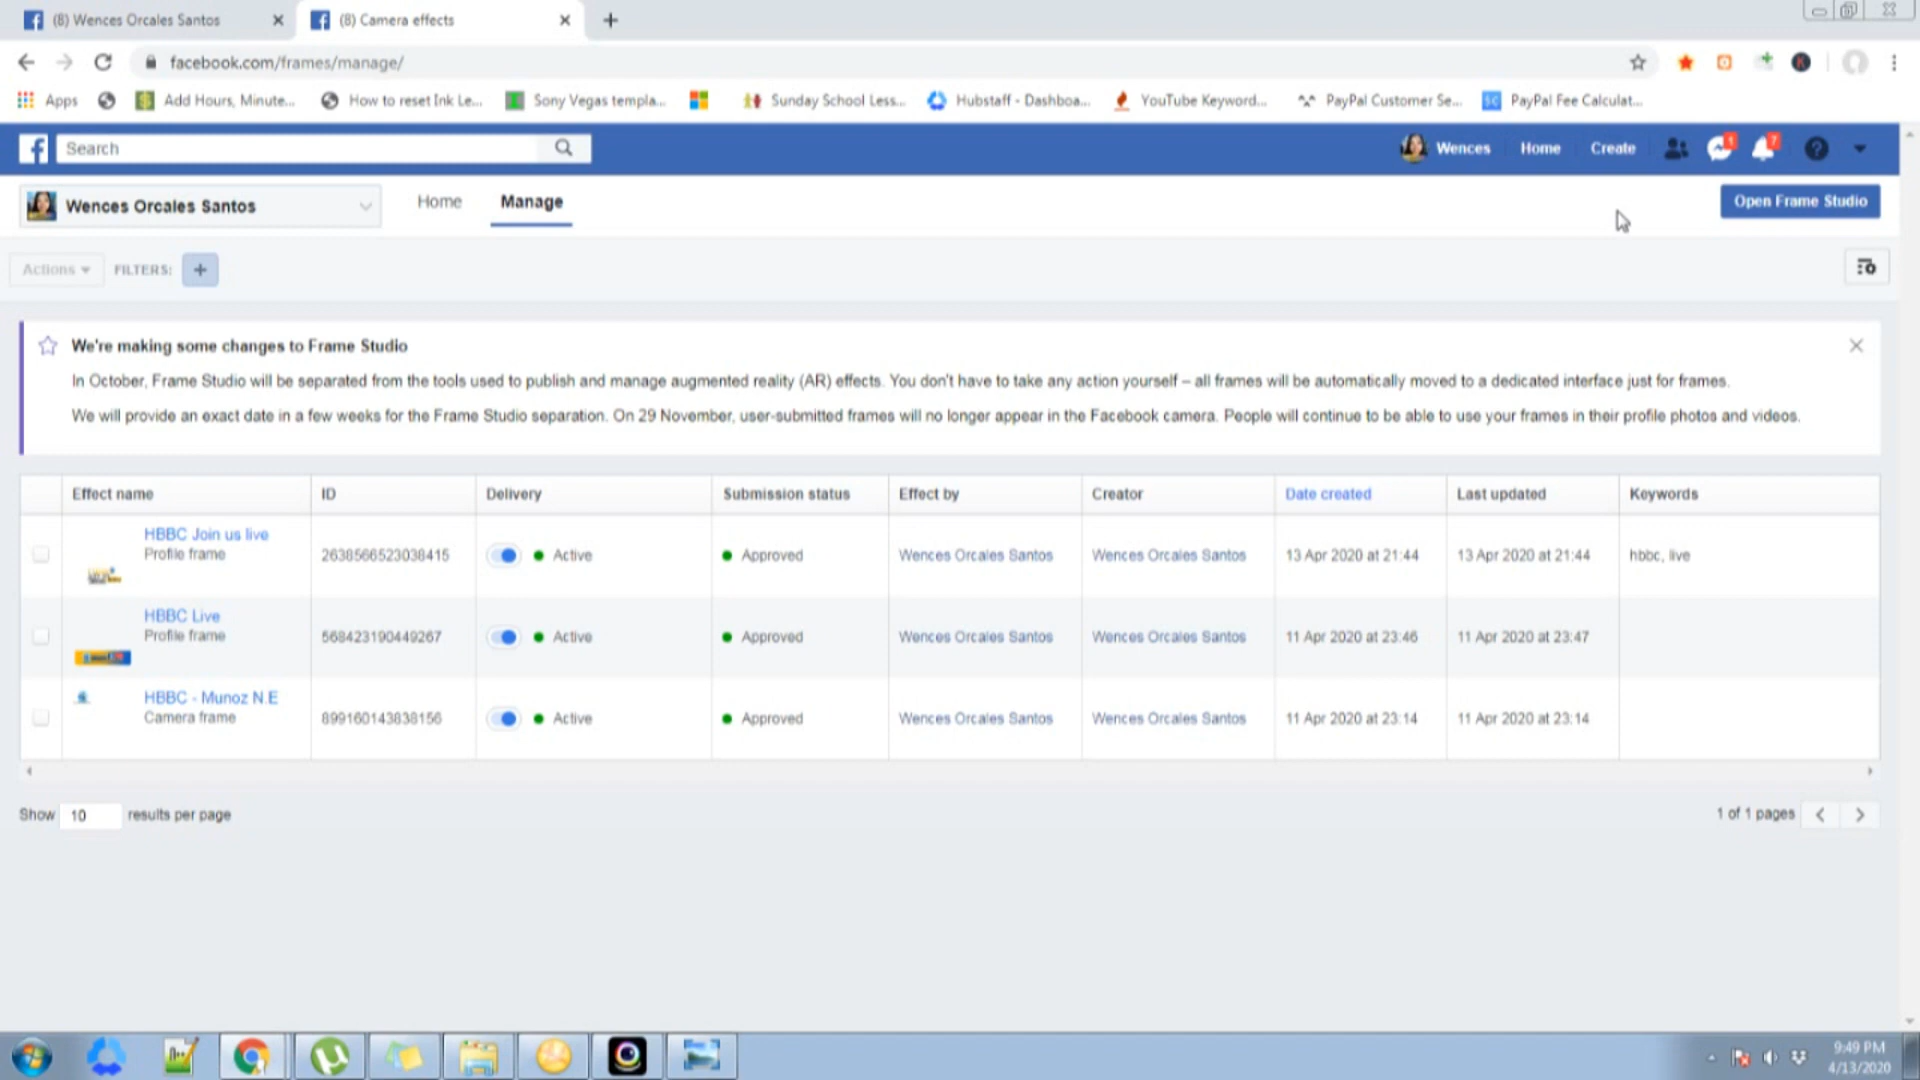 (8) Wences Orcales Santos
(8) Camera effects
facebook.com/frames/manage/
Apps
Add Hours, Minute...
How to reset Ink Le...
Sony Vegas templa...
Sunday School Less...
Hubstaff - Dashboa...
YouTube Keyword...
PayPal Customer Se...
PayPal Fee Calculat...
Search
Wences
Home
Create
1
7
Wences Orcales Santos
Home
Manage
Open Frame Studio
Actions
FILTERS:
We're making some changes to Frame Studio
In October, Frame Studio will be separated from the tools used to publish and manage augmented reality (AR) effects. You don't have to take any action yourself – all frames will be automatically moved to a dedicated interface just for frames.
We will provide an exact date in a few weeks for the Frame Studio separation. On 29 November, user-submitted frames will no longer appear in the Facebook camera. People will continue to be able to use your frames in their profile photos and videos.
Effect name ID Delivery Submission status Effect by Creator Date created Last updated Keywords
HBBC Join us live
Profile frame
2638566523038415 Active Approved Wences Orcales Santos Wences Orcales Santos 13 Apr 2020 at 21:44 13 Apr 2020 at 21:44 hbbc, live
HBBC Live
Profile frame
568423190449267 Active Approved Wences Orcales Santos Wences Orcales Santos 11 Apr 2020 at 23:46 11 Apr 2020 at 23:47
HBBC - Munoz N.E
Camera frame
899160143838156 Active Approved Wences Orcales Santos Wences Orcales Santos 11 Apr 2020 at 23:14 11 Apr 2020 at 23:14
Show 10 results per page
1 of 1 pages
9:49 PM
4/13/2020